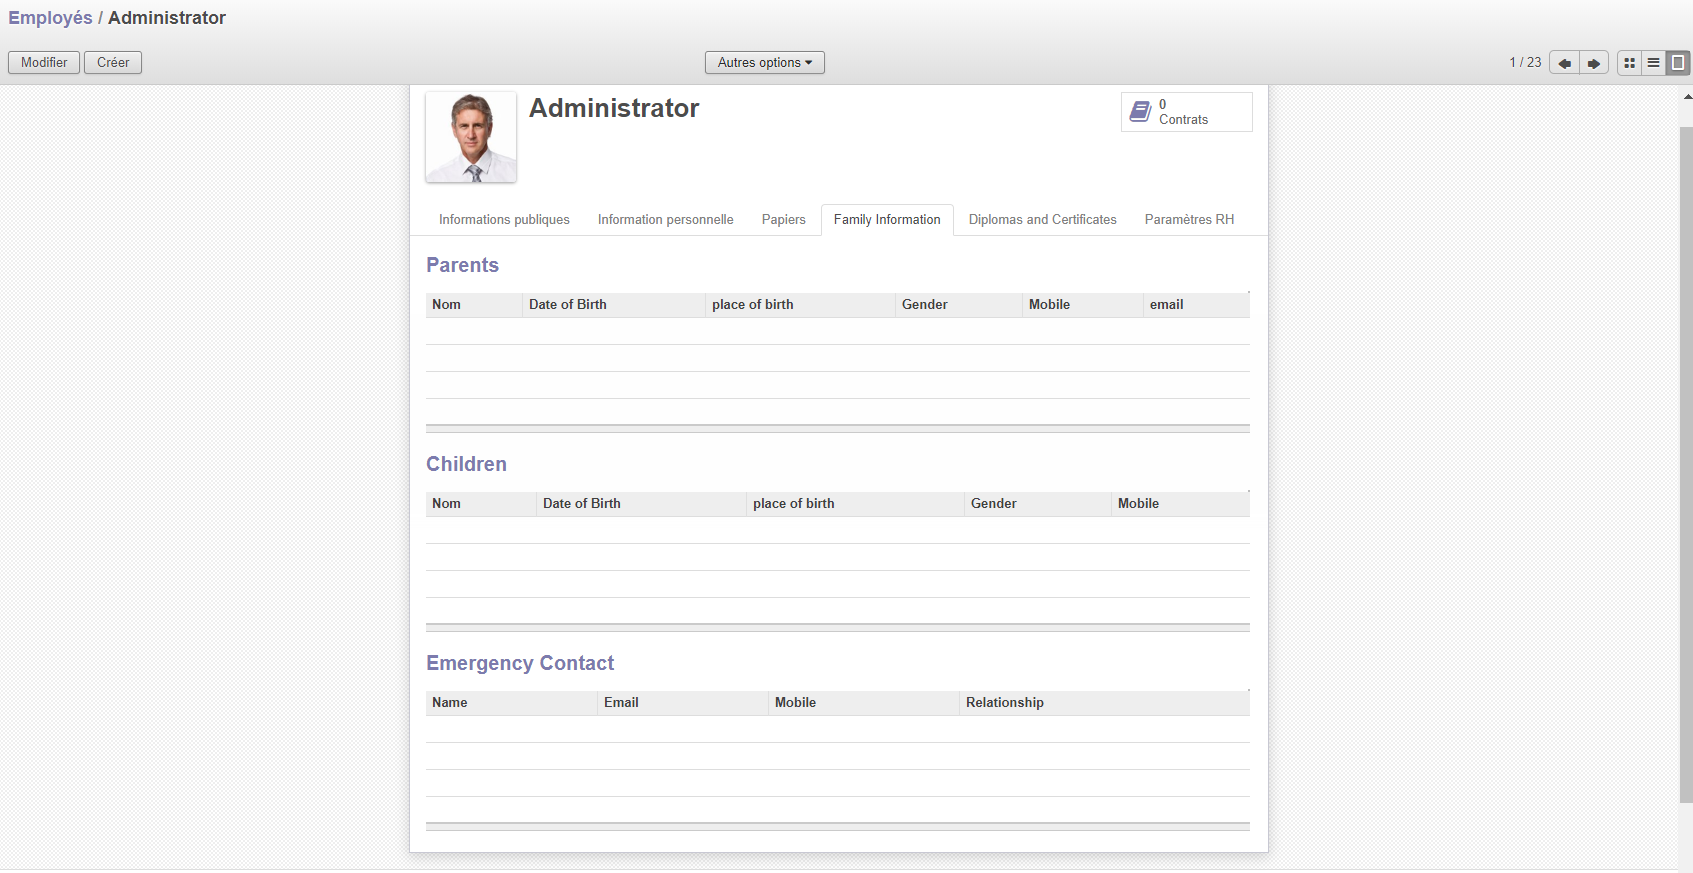 Employés / Administrator
Modifier Créer Autres options 1 / 23
Administrator
0
Contrats
Informations publiques Information personnelle Papiers Family Information Diplomas and Certificates Paramètres RH
Parents
Nom Date of Birth place of birth Gender Mobile email
Children
Nom Date of Birth place of birth Gender Mobile
Emergency Contact
Name Email Mobile Relationship